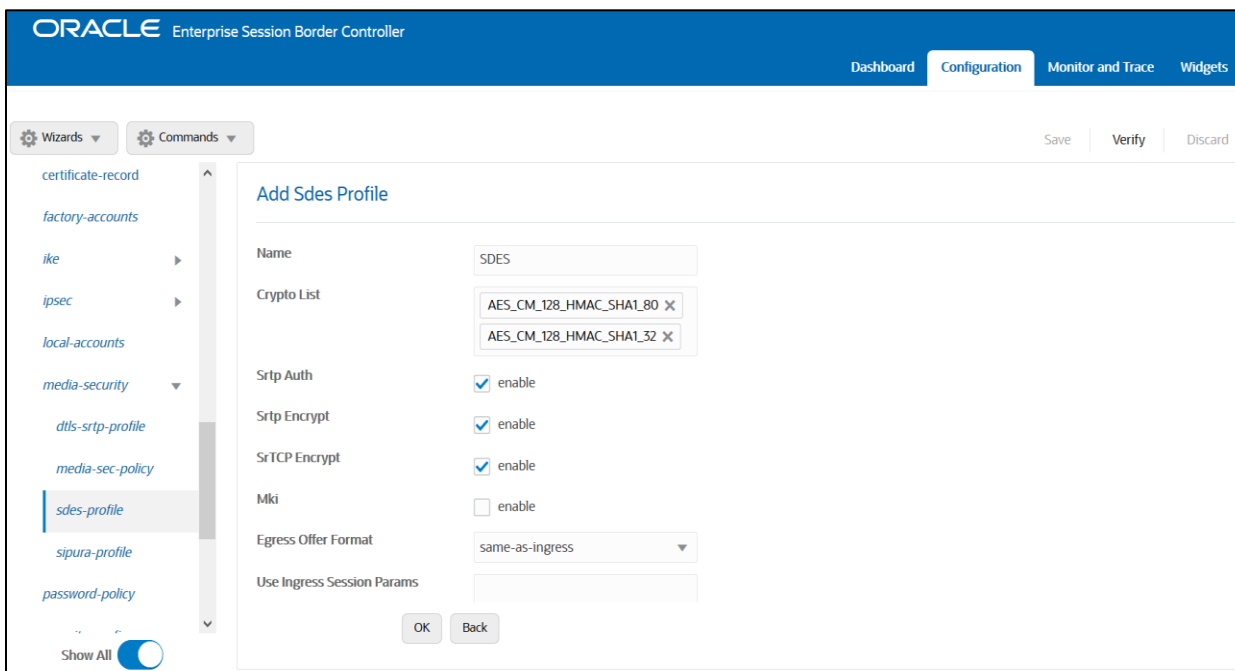 ORACLE Enterprise Session Border Controller
Dashboard Configuration Monitor and Trace Widgets
Wizards Commands Save Verify Discard
certificate-record
factory-accounts
ike
ipsec
local-accounts
media-security
dtls-srtp-profile
media-sec-policy
sdes-profile
sipura-profile
password-policy
Show All
Add Sdes Profile
Name SDES
Crypto List AES_CM_128_HMAC_SHA1_80
AES_CM_128_HMAC_SHA1_32
Srtp Auth enable
Srtp Encrypt enable
SrTCP Encrypt enable
Mki enable
Egress Offer Format same-as-ingress
Use Ingress Session Params
OK Back